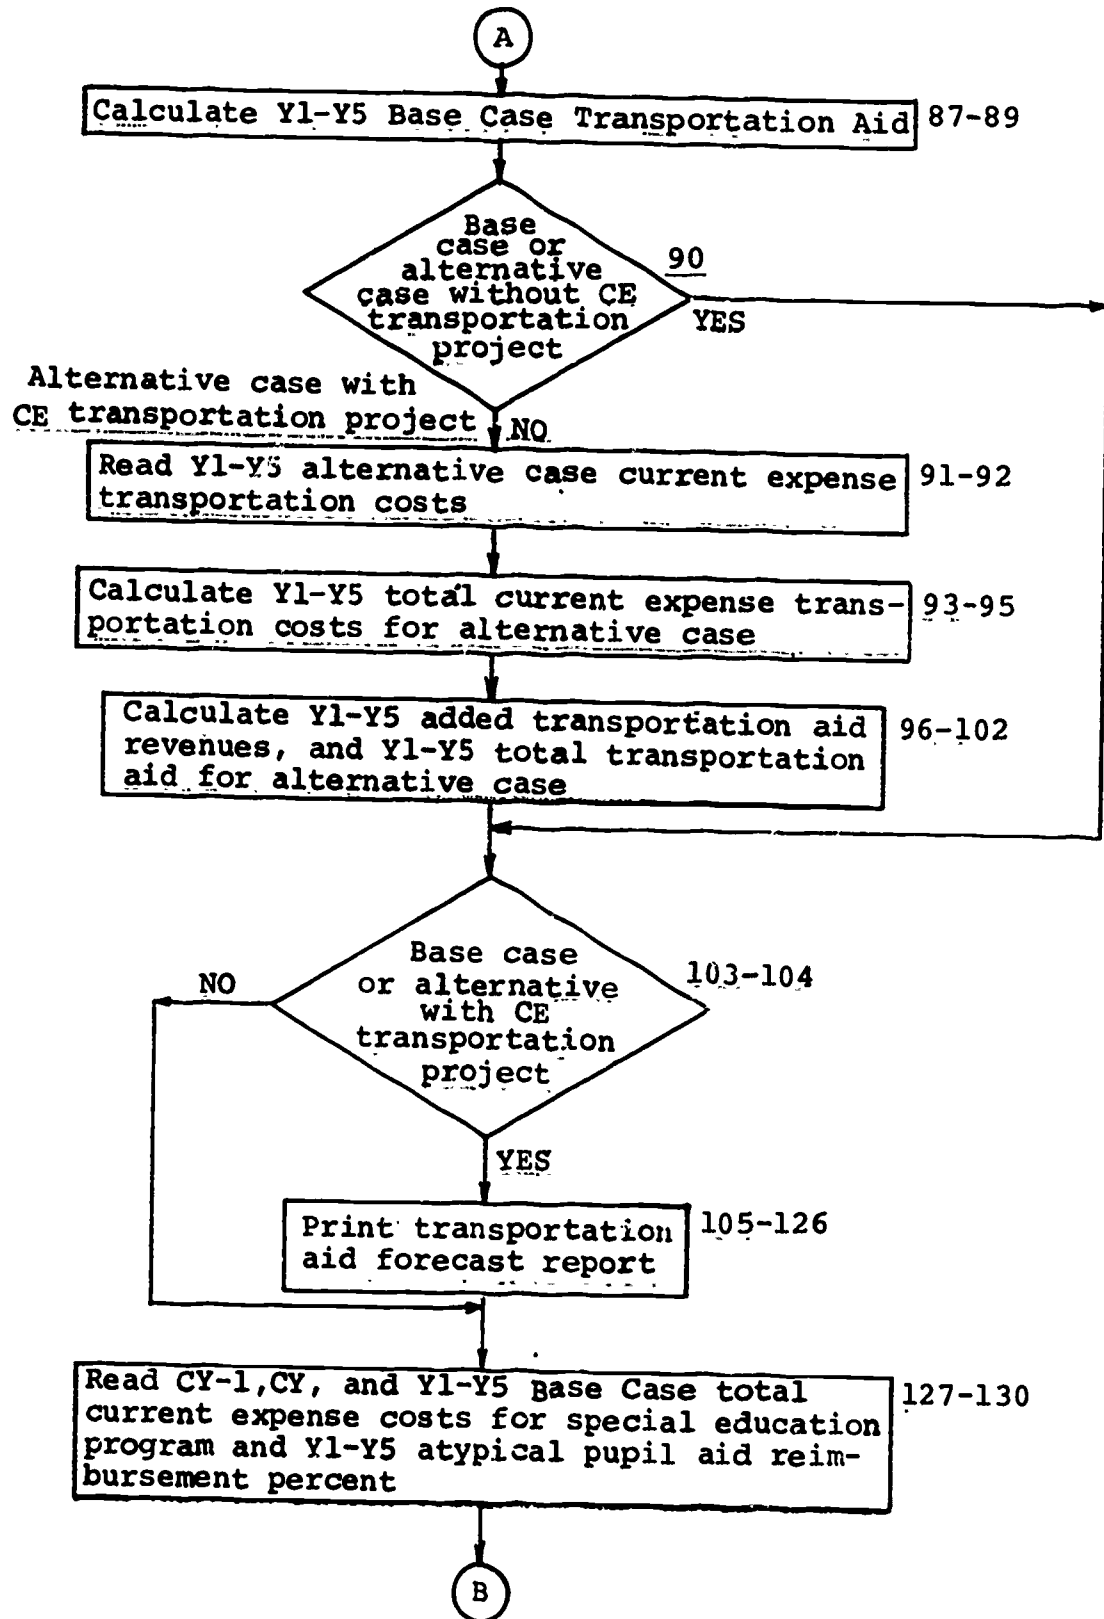 A
Calculate Y1-Y5 Base Case Transportation Aid
87-89
Base
case or
alternative
case without CE
transportation
project
90
YES
Alternative case with
CE transportation project
NO
Read Y1-Y5 alternative case current expense
transportation costs
91-92
Calculate Y1-Y5 total current expense trans-
portation costs for alternative case
93-95
Calculate Y1-Y5 added transportation aid
revenues, and Y1-Y5 total transportation
aid for alternative case
96-102
Base case
or alternative
with CE
transportation
project
103-104
NO
YES
Print transportation
aid forecast report
105-126
Read CY-1,CY, and Y1-Y5 Base Case total
current expense costs for special education
program and Y1-Y5 atypical pupil aid reim-
bursement percent
127-130
B